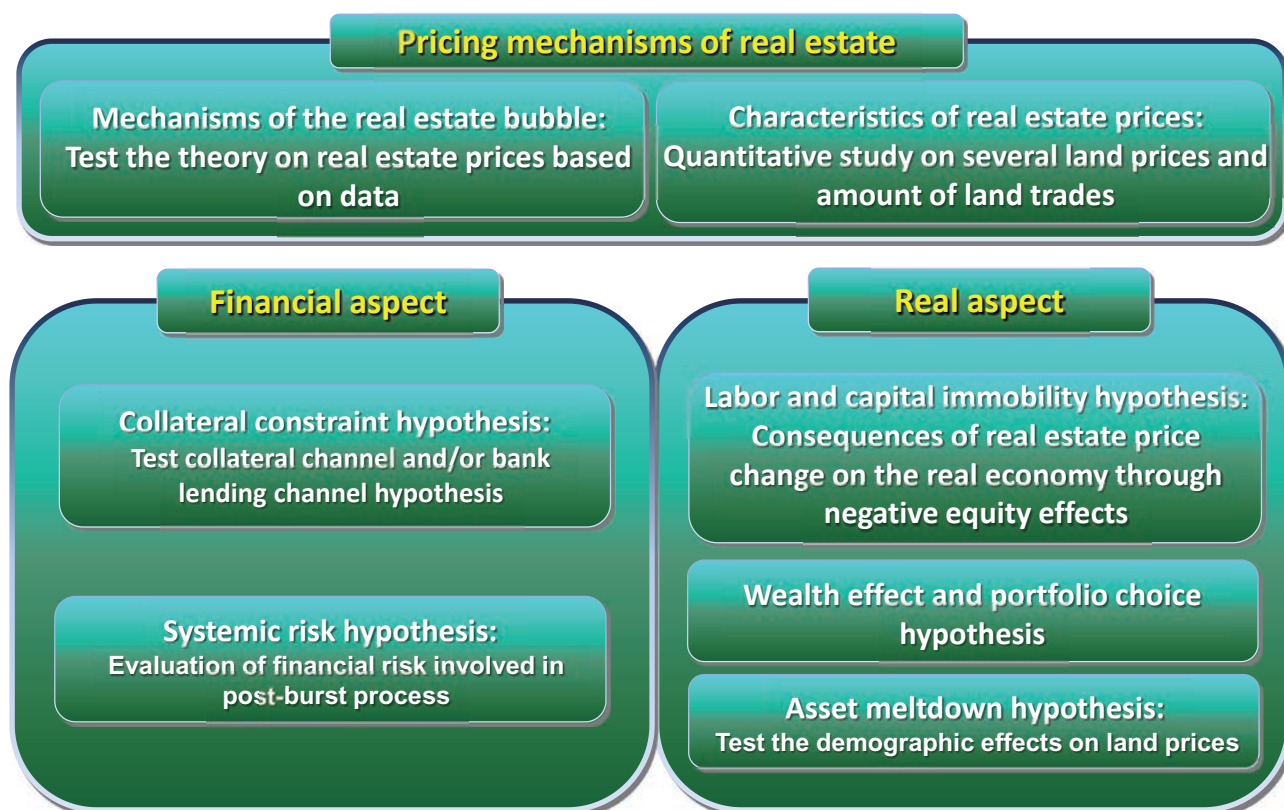 Pricing mechanisms of real estate
Mechanisms of the real estate bubble:
Test the theory on real estate prices based
on data
Characteristics of real estate prices:
Quantitative study on several land prices and
amount of land trades
Financial aspect
Collateral constraint hypothesis:
Test collateral channel and/or bank
lending channel hypothesis
Systemic risk hypothesis:
Evaluation of financial risk involved in
post-burst process
Real aspect
Labor and capital immobility hypothesis:
Consequences of real estate price
change on the real economy through
negative equity effects
Wealth effect and portfolio choice
hypothesis
Asset meltdown hypothesis:
Test the demographic effects on land prices